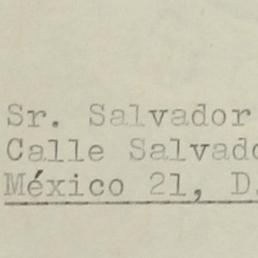 Sr. Salvador
Calle Salvado
México 21, D.